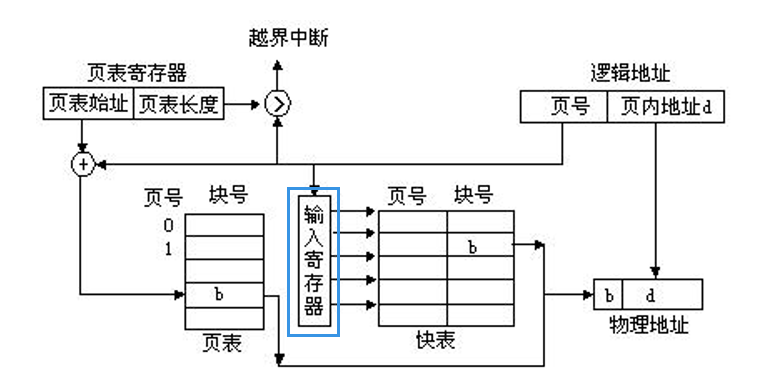 越界中断
页表寄存器
逻辑地址
页表始址 页表长度
>
页号 页内地址d
+
页号 块号
输入寄存器
页号 块号
0
1
b
b
b d
物理地址
页表
快表